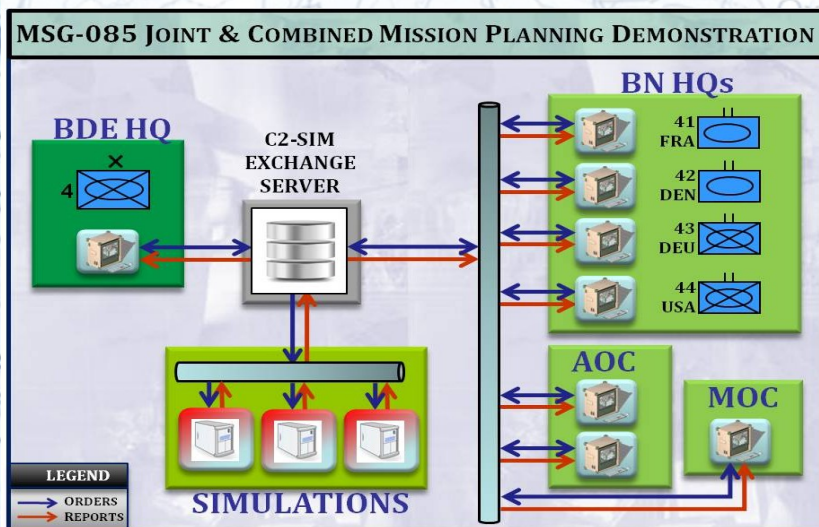 MSG-085 JOINT & COMBINED MISSION PLANNING DEMONSTRATION
BDE HQ
4
C2-SIM
EXCHANGE
SERVER
BN HQs
41
FRA
42
DEN
43
DEU
44
USA
AOC
MOC
SIMULATIONS
LEGEND
ORDERS
REPORTS